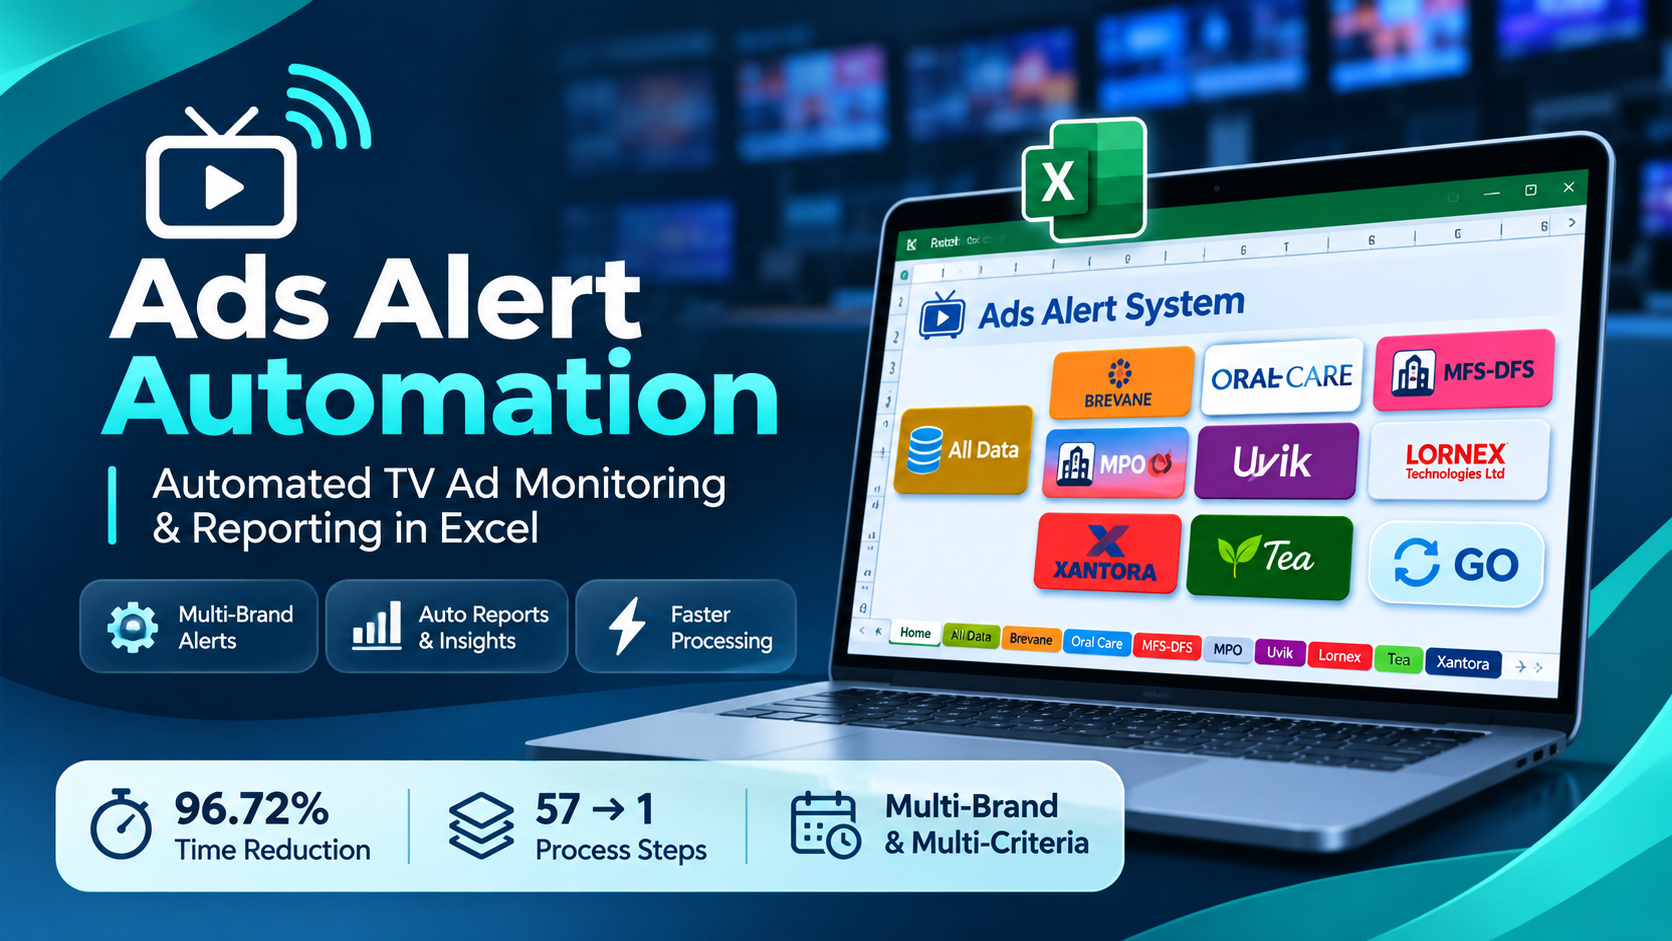 Ads Alert
Automation
Automated TV Ad Monitoring
& Reporting in Excel
Multi-Brand
Alerts
Auto Reports
& Insights
Faster
Processing
96.72%
Time Reduction
57 → 1
Process Steps
Multi-Brand
& Multi-Criteria
X
Ads Alert System
All Data
BREVANE
ORAL-CARE
MFS-DFS
MPO
Uvik
LORNEX
Technologies Ltd
XANTORA
Tea
GO
Home
All Data
Brevane
Oral Care
MFS-DFS
MPO
Uvik
Lornex
Tea
Xantora